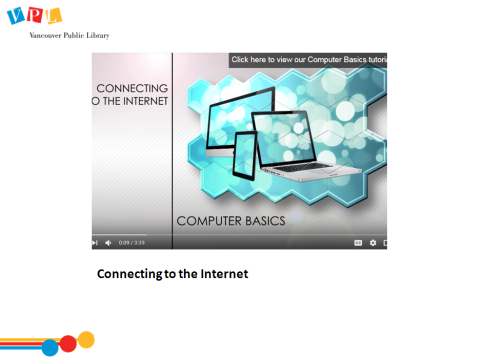 VPL
Vancouver Public Library
Click here to view our Computer Basics tutoria
CONNECTING
O THE INTERNET
COMPUTER BASICS
0:09 / 3:39
Connecting to the Internet